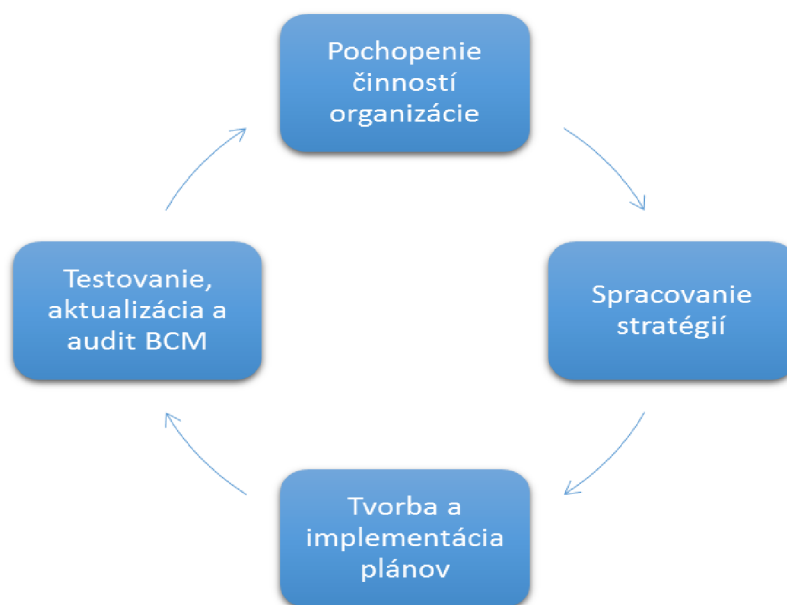 Pochopenie
činností
organizácie
Spracovanie
stratégií
Tvorba a
implementácia
plánov
Testovanie,
aktualizácia a
audit BCM